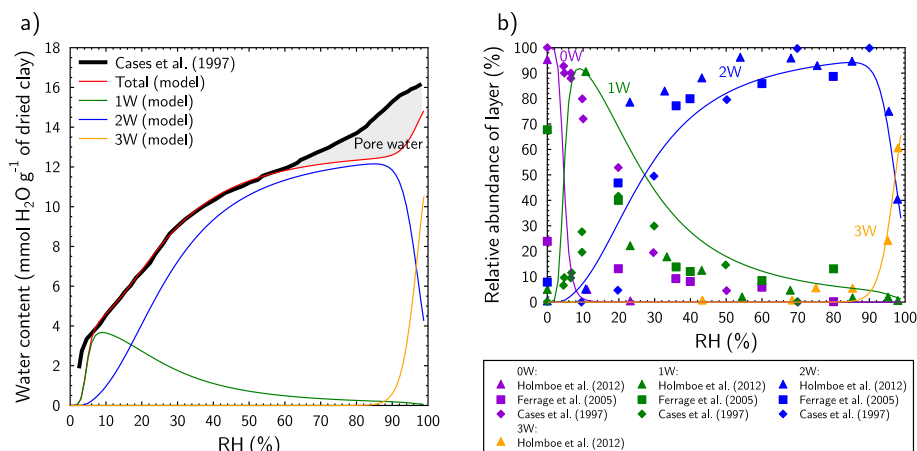 a)
Water content (mmol H2O g-1 of dried clay)
18
16
14
12
10
8
6
4
2
0
Cases et al. (1997)
Total (model)
1W (model)
2W (model)
3W (model)
Pore water
0 10 20 30 40 50 60 70 80 90 100
RH (%)
b)
Relative abundance of layer (%)
100
80
60
40
20
0
0W
1W
2W
3W
0 10 20 30 40 50 60 70 80 90 100
RH (%)
0W: 1W: 2W:
Holmboe et al. (2012) Holmboe et al. (2012) Holmboe et al. (2012)
Ferrage et al. (2005) Ferrage et al. (2005) Ferrage et al. (2005)
Cases et al. (1997) Cases et al. (1997) Cases et al. (1997)
3W:
Holmboe et al. (2012)